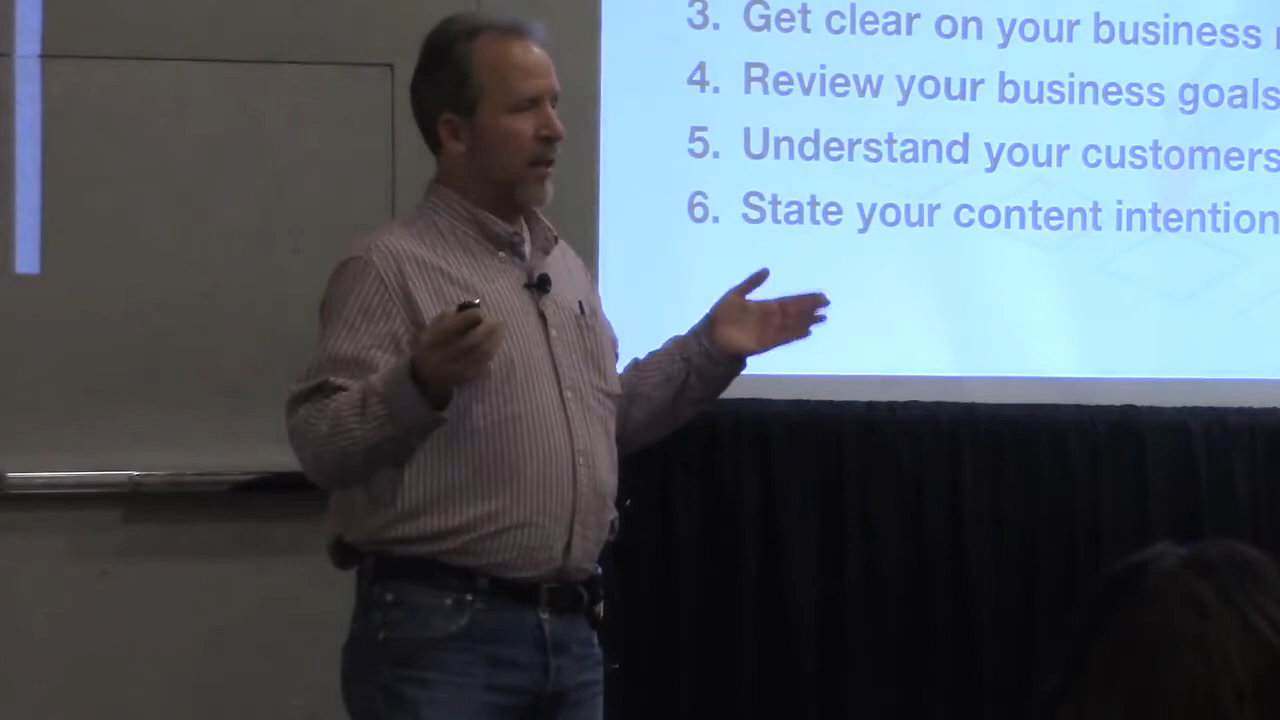 3. Get clear on your business
4. Review your business goals
5. Understand your customers
6. State your content intention